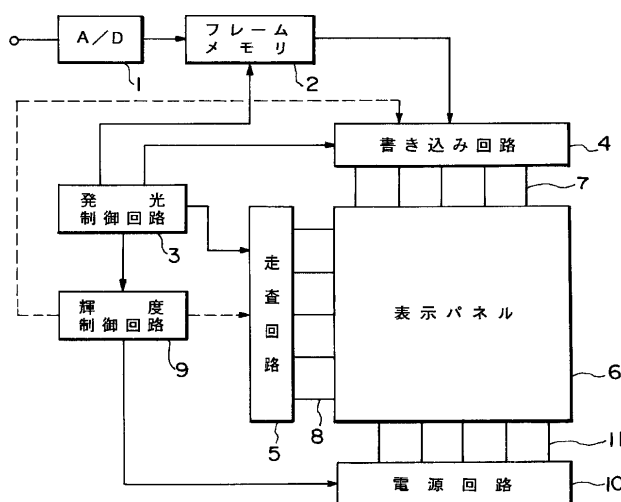 A/D
フレーム
メモリ
1
2
書き込み回路
4
7
発光
制御回路
3
走査回路
5
表示パネル
6
輝度
制御回路
9
8
11
電源回路
10